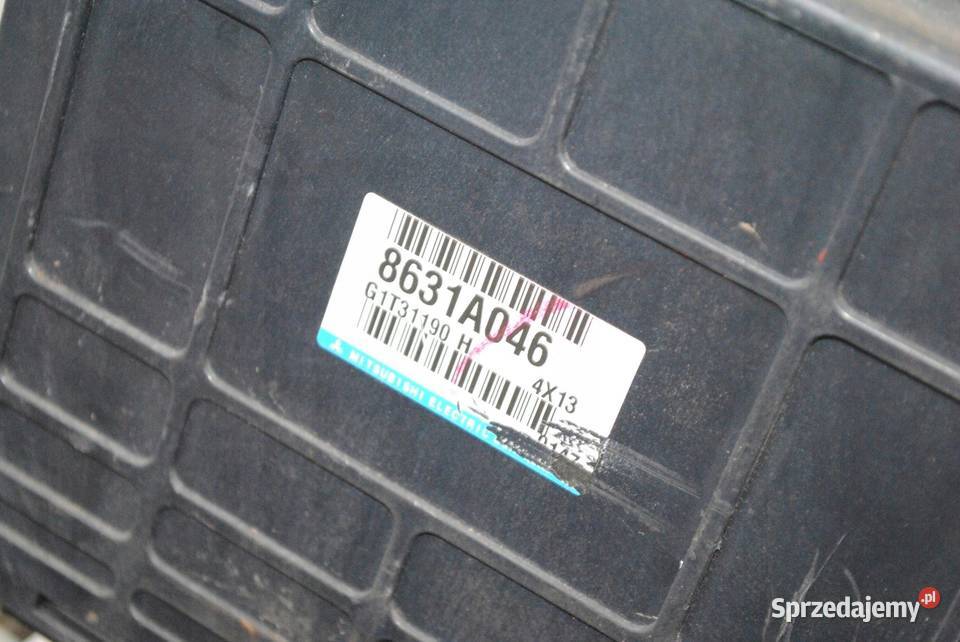 8631A046
G1T31190 H
4X13
MITSUBISHI ELECTRIC
Sprzedajemy.pl